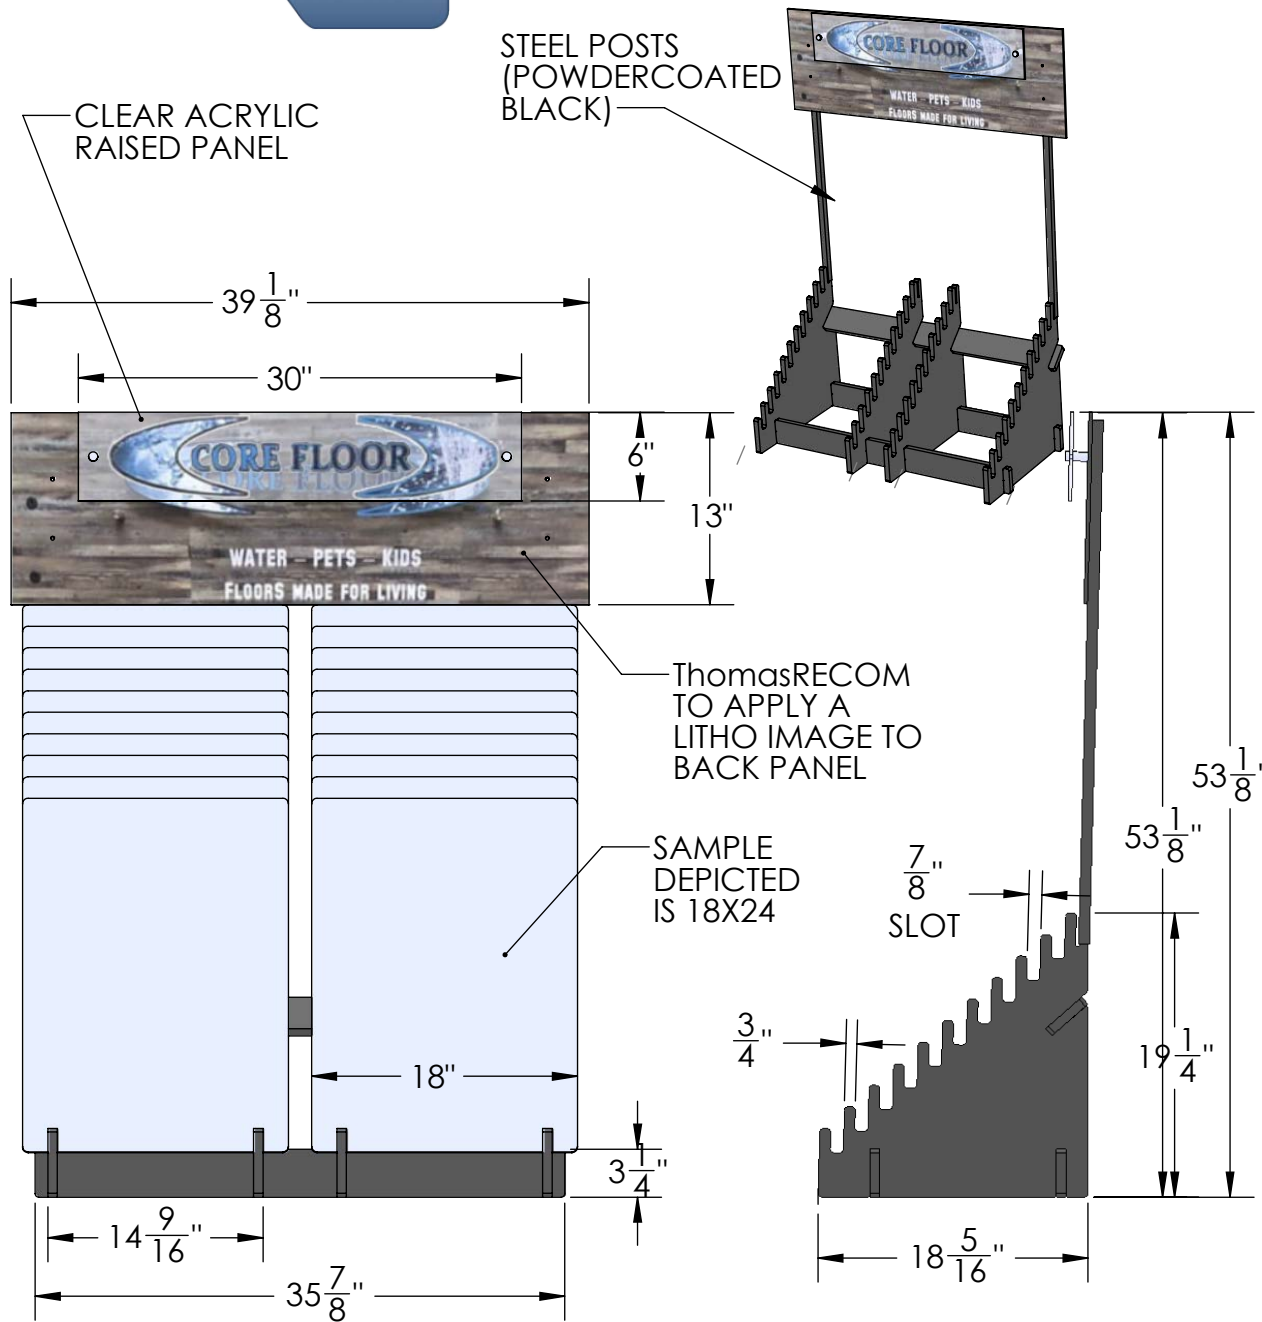 STEEL POSTS
(POWDERCOATED
BLACK)
CORE FLOOR
WATER - PETS - KIDS
FLOORS MADE FOR LIVING
CLEAR ACRYLIC
RAISED PANEL
39 1/8"
30"
CORE FLOOR
CORE FLOOR
WATER - PETS - KIDS
FLOORS MADE FOR LIVING
6"
13"
ThomasRECOM
TO APPLY A
LITHO IMAGE TO
BACK PANEL
SAMPLE
DEPICTED
IS 18X24
18"
3 1/4"
14 9/16"
35 7/8"
53 1/8"
53 1/8"
7/8"
SLOT
3/4"
19 1/4"
18 5/16"